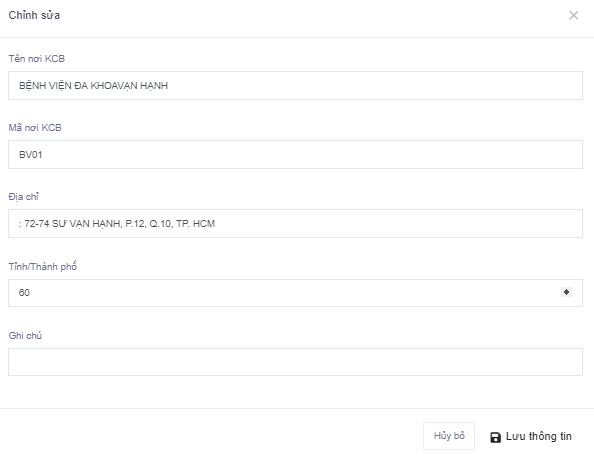 Chỉnh sửa
Tên nơi KCB
BỆNH VIỆN ĐA KHOAVẠN HẠNH
Mã nơi KCB
BV01
Địa chỉ
: 72-74 SƯ VẠN HẠNH, P.12, Q.10, TP. HCM
Tỉnh/Thành phố
60
Ghi chú
Hủy bỏ
Lưu thông tin